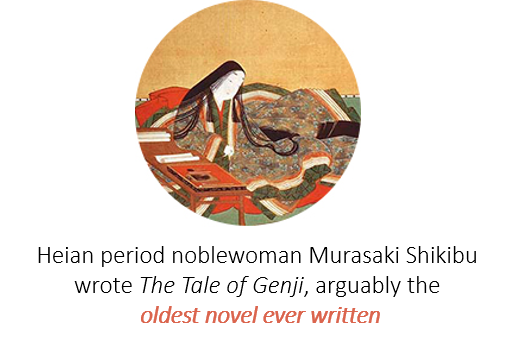 Heian period noblewoman Murasaki Shikibu
wrote The Tale of Genji, arguably the
oldest novel ever written